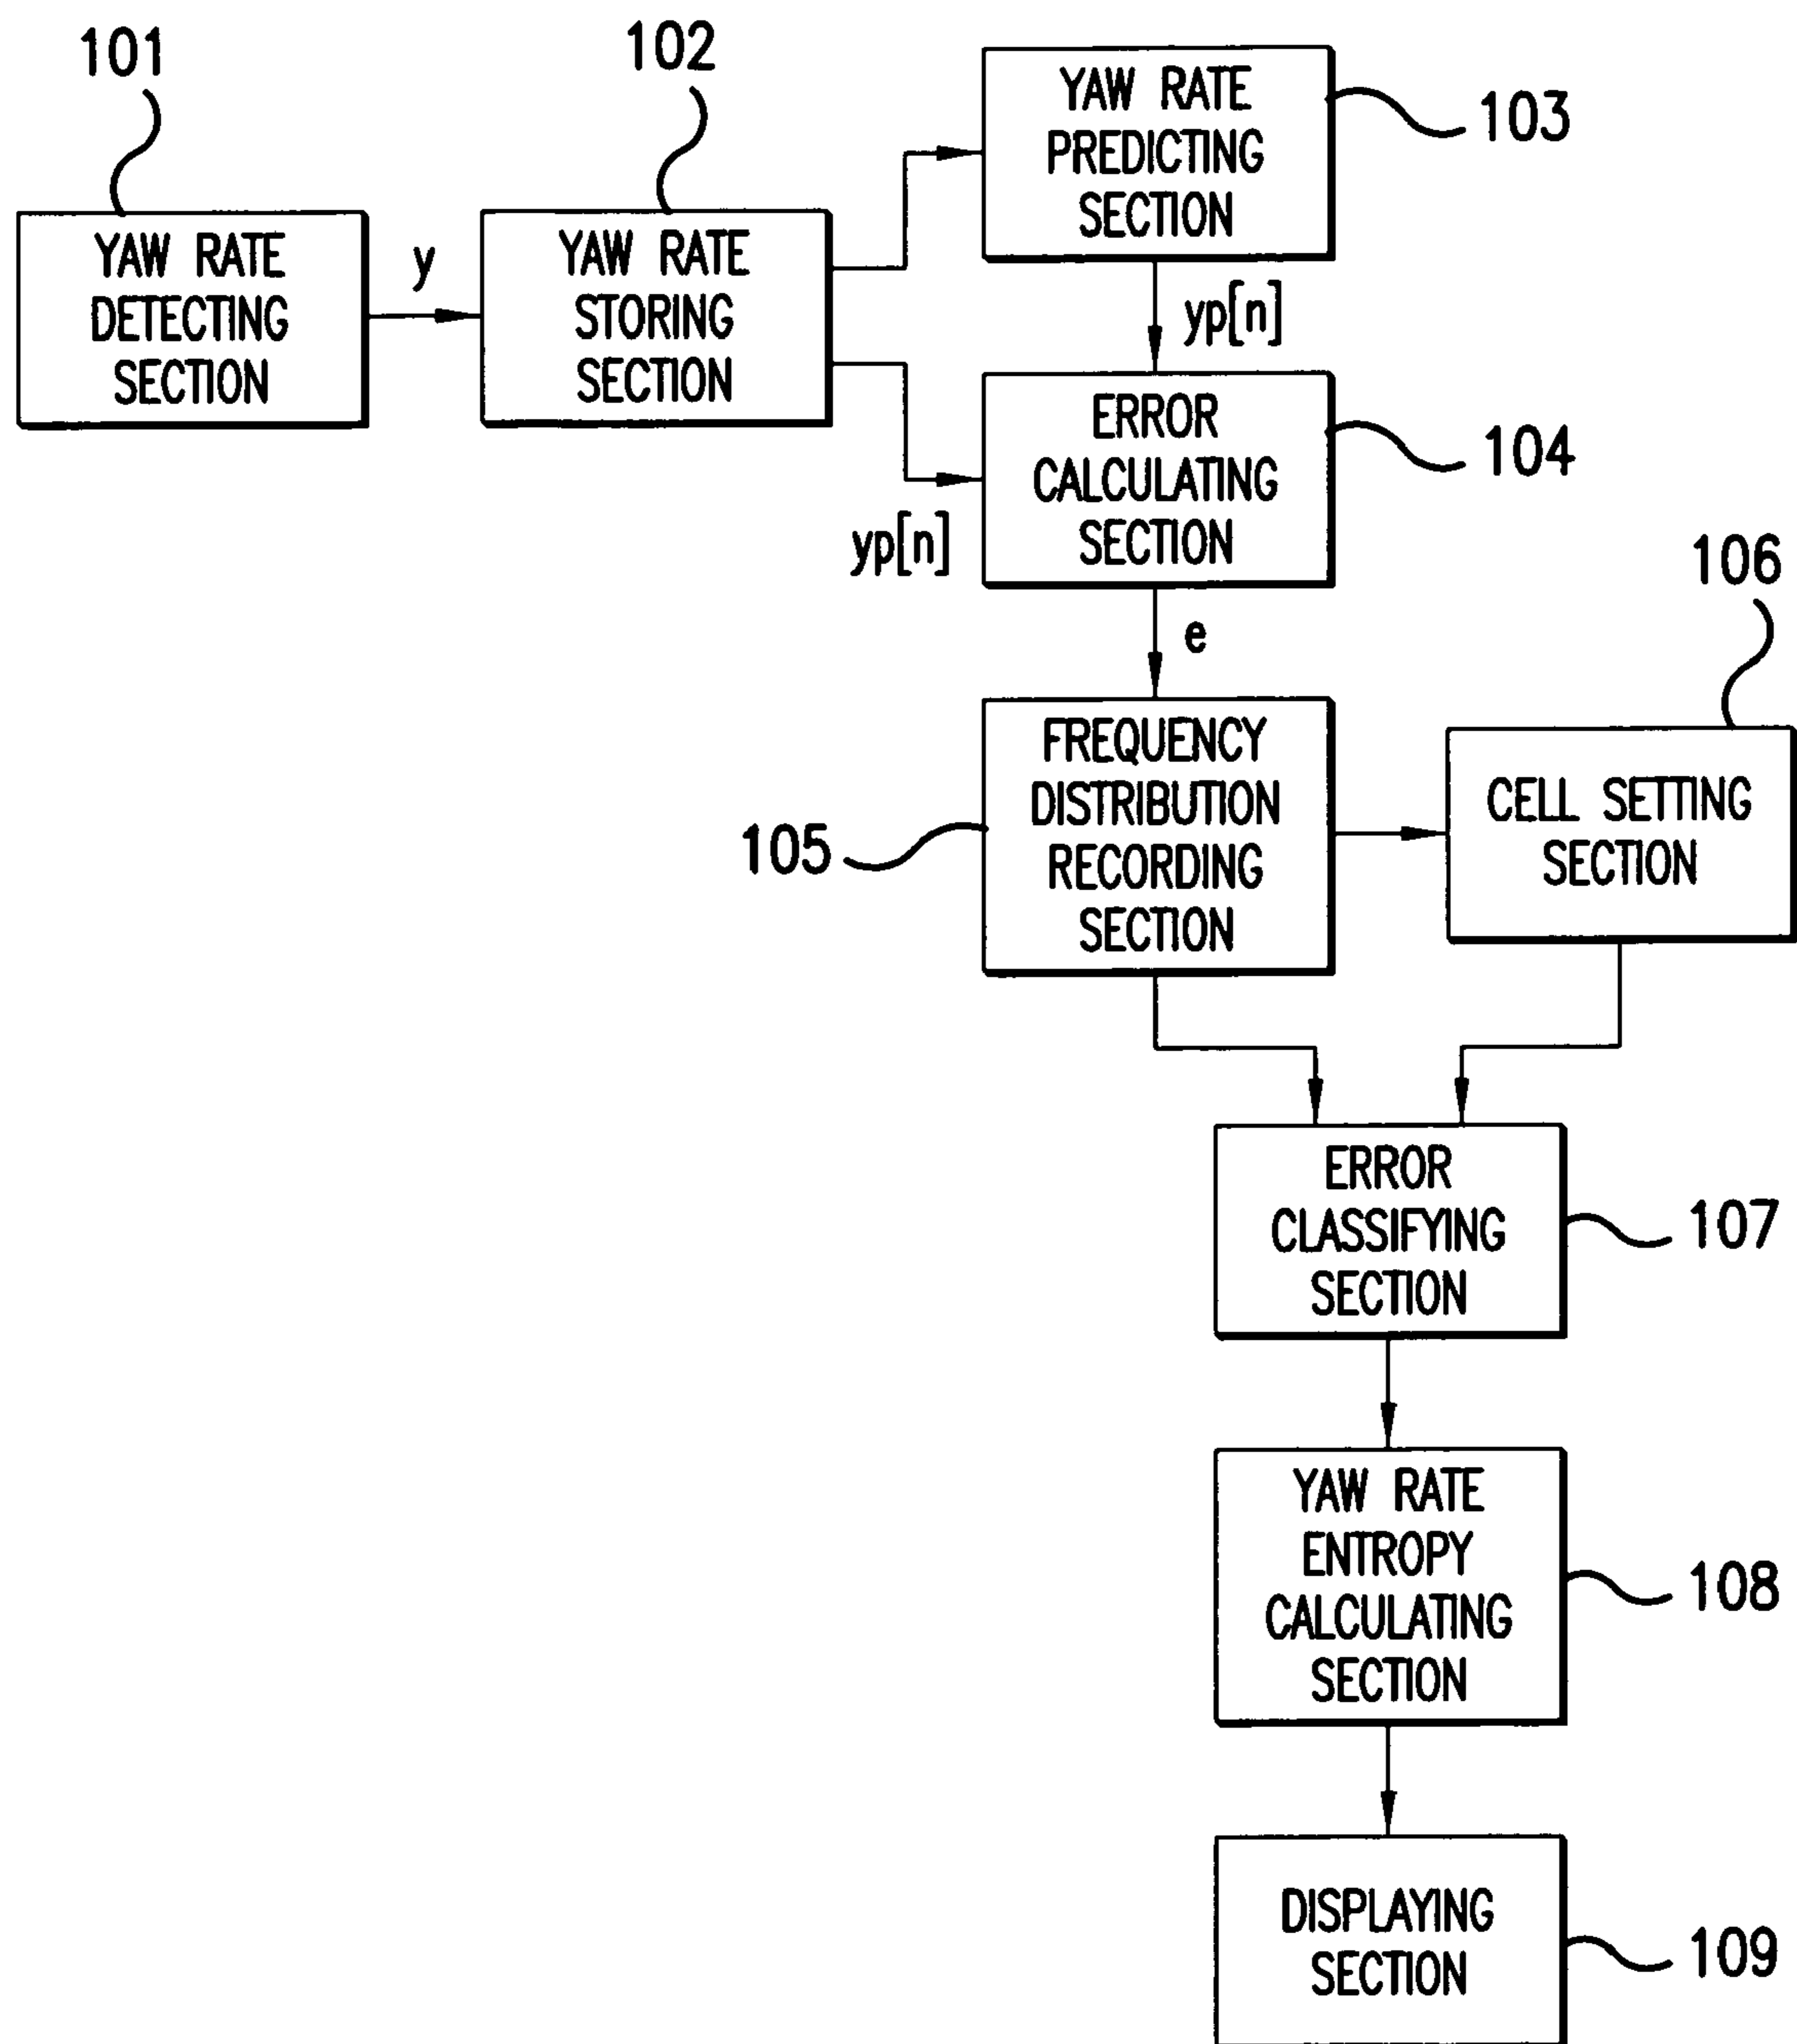 101
102
YAW RATE
PREDICTING
SECTION
103
YAW RATE
DETECTING
SECTION
y
YAW RATE
STORING
SECTION
yp[n]
ERROR
CALCULATING
SECTION
104
yp[n]
106
e
FREQUENCY
DISTRIBUTION
RECORDING
SECTION
105
CELL SETTING
SECTION
ERROR
CLASSIFYING
SECTION
107
YAW RATE
ENTROPY
CALCULATING
SECTION
108
DISPLAYING
SECTION
109